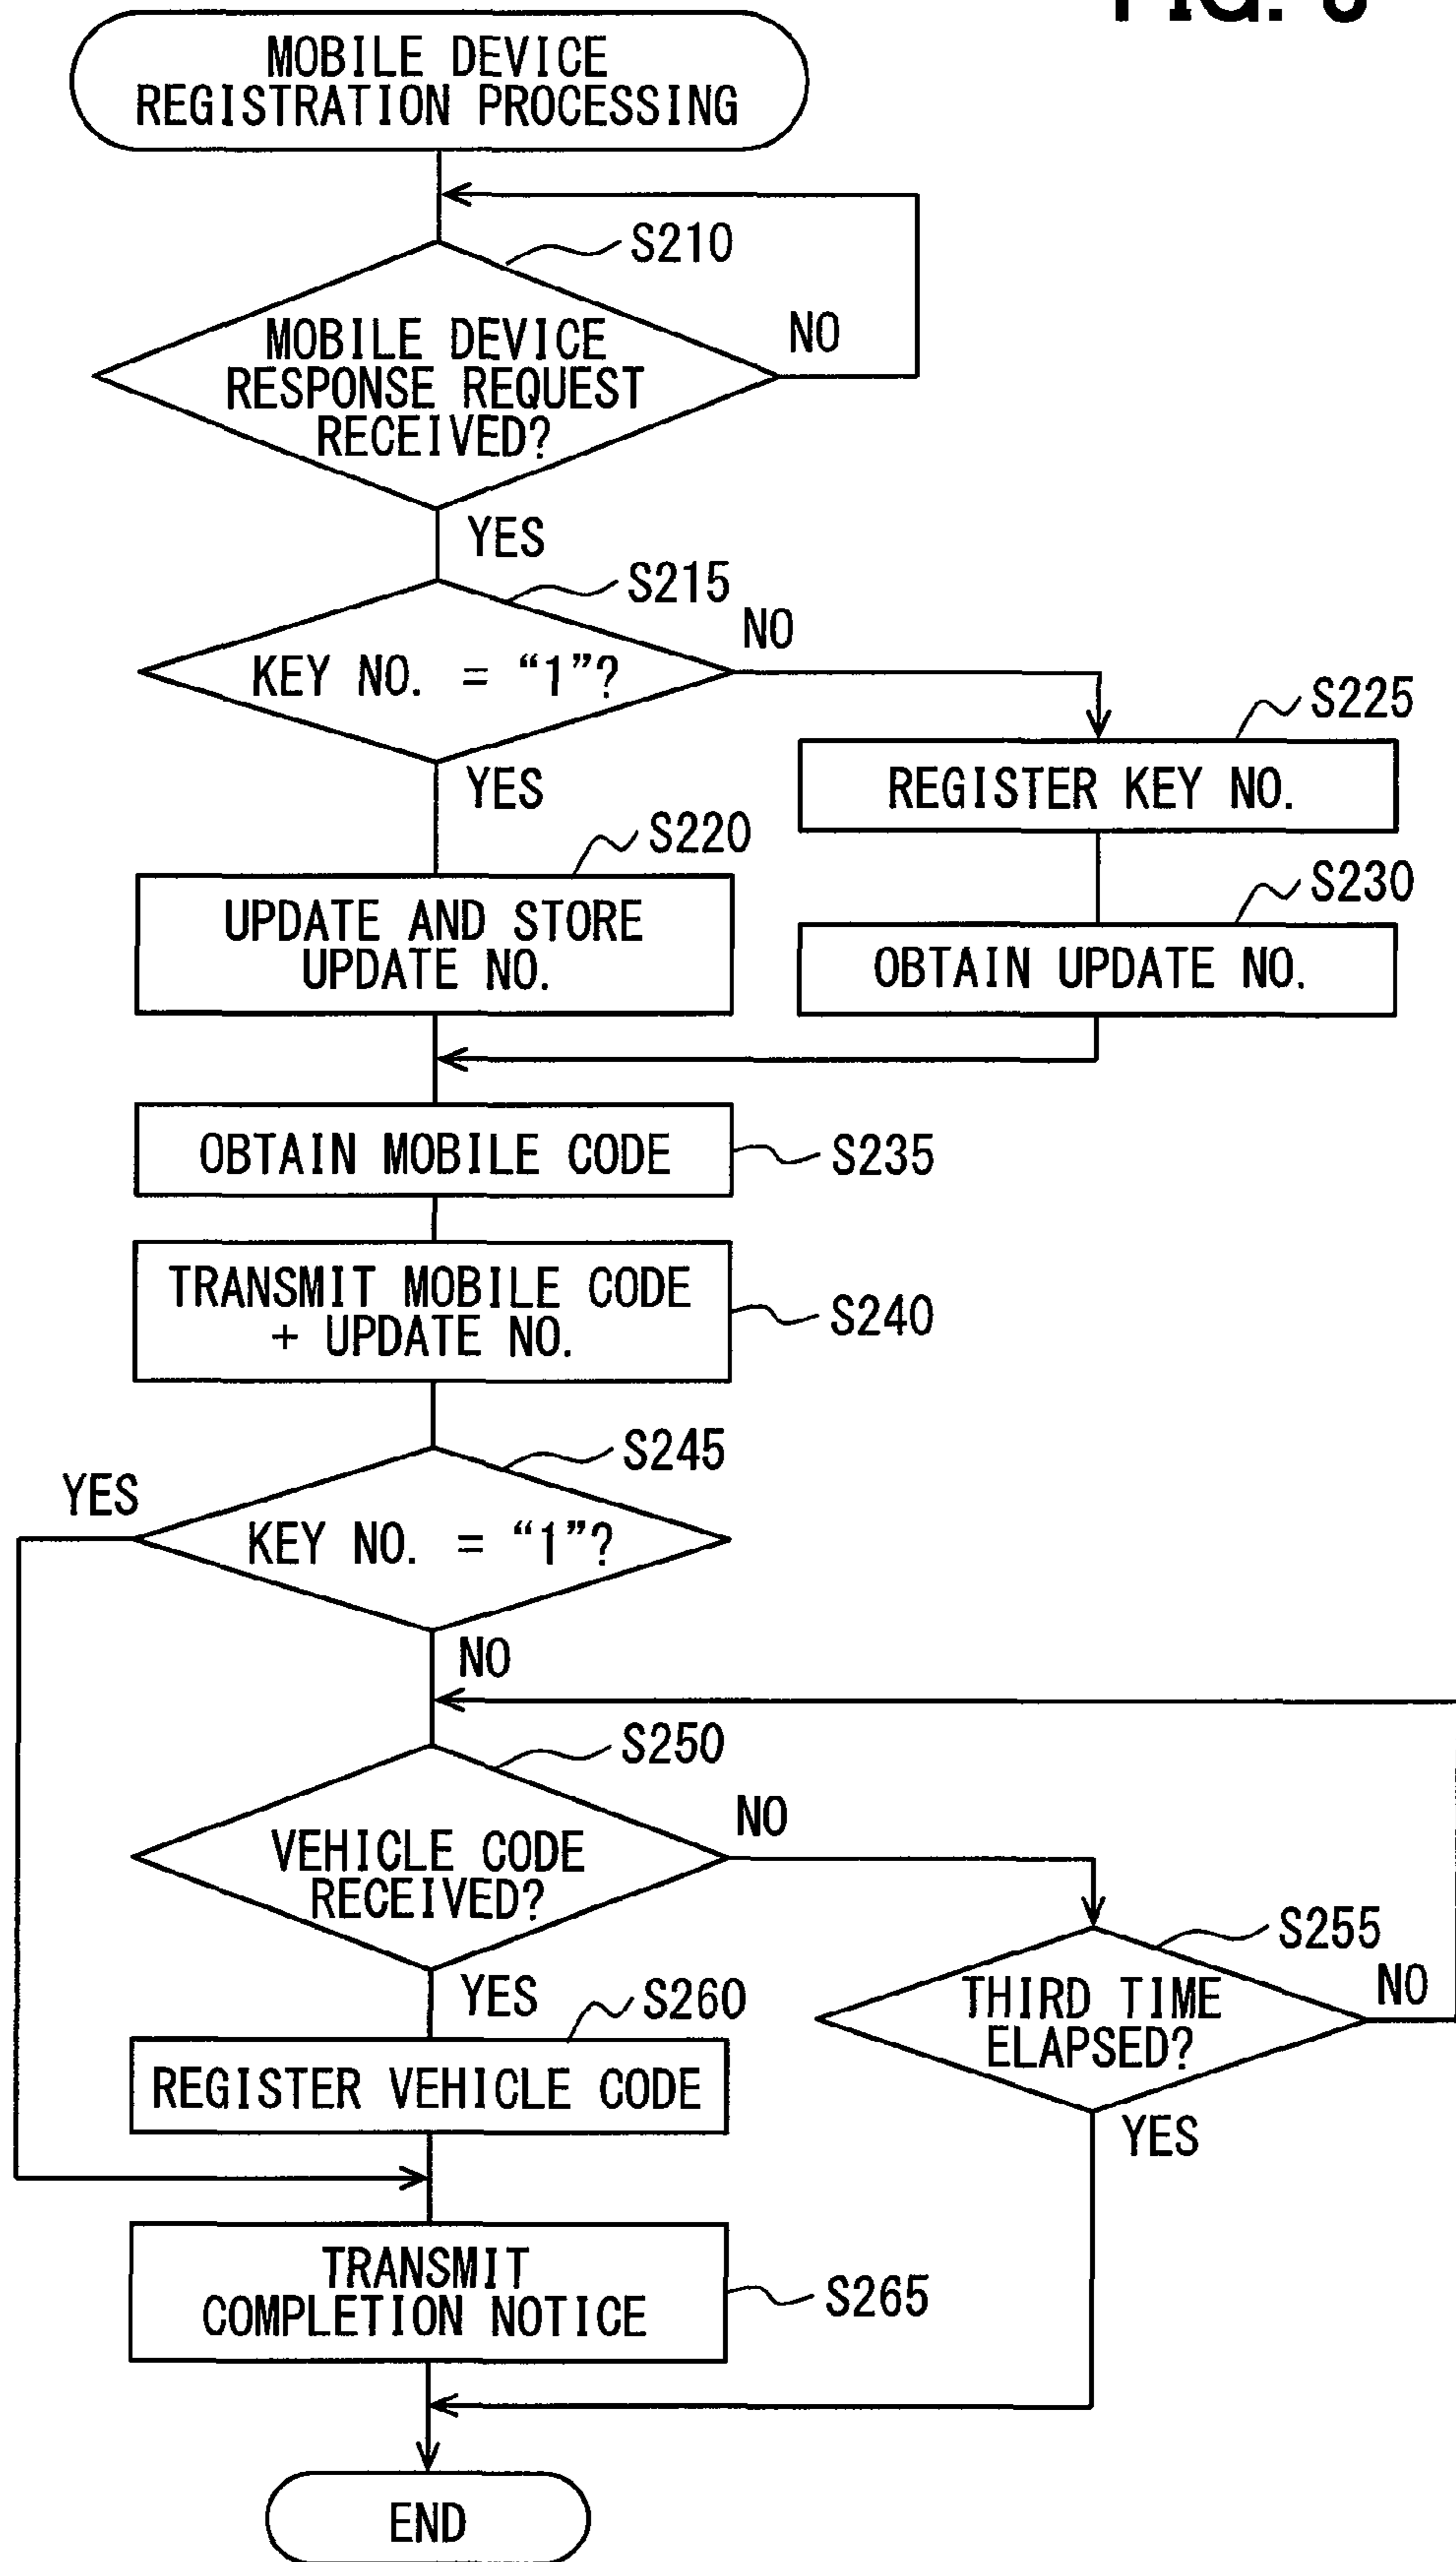 MOBILE DEVICE
REGISTRATION PROCESSING
S210
MOBILE DEVICE
RESPONSE REQUEST
RECEIVED?
NO
YES
S215
KEY NO. = “1”?
NO
YES
S225
REGISTER KEY NO.
S220
UPDATE AND STORE
UPDATE NO.
S230
OBTAIN UPDATE NO.
OBTAIN MOBILE CODE
S235
TRANSMIT MOBILE CODE
+ UPDATE NO.
S240
S245
YES
KEY NO. = “1”?
NO
S250
VEHICLE CODE
RECEIVED?
NO
YES
S255
THIRD TIME
ELAPSED?
NO
YES
S260
REGISTER VEHICLE CODE
TRANSMIT
COMPLETION NOTICE
S265
END